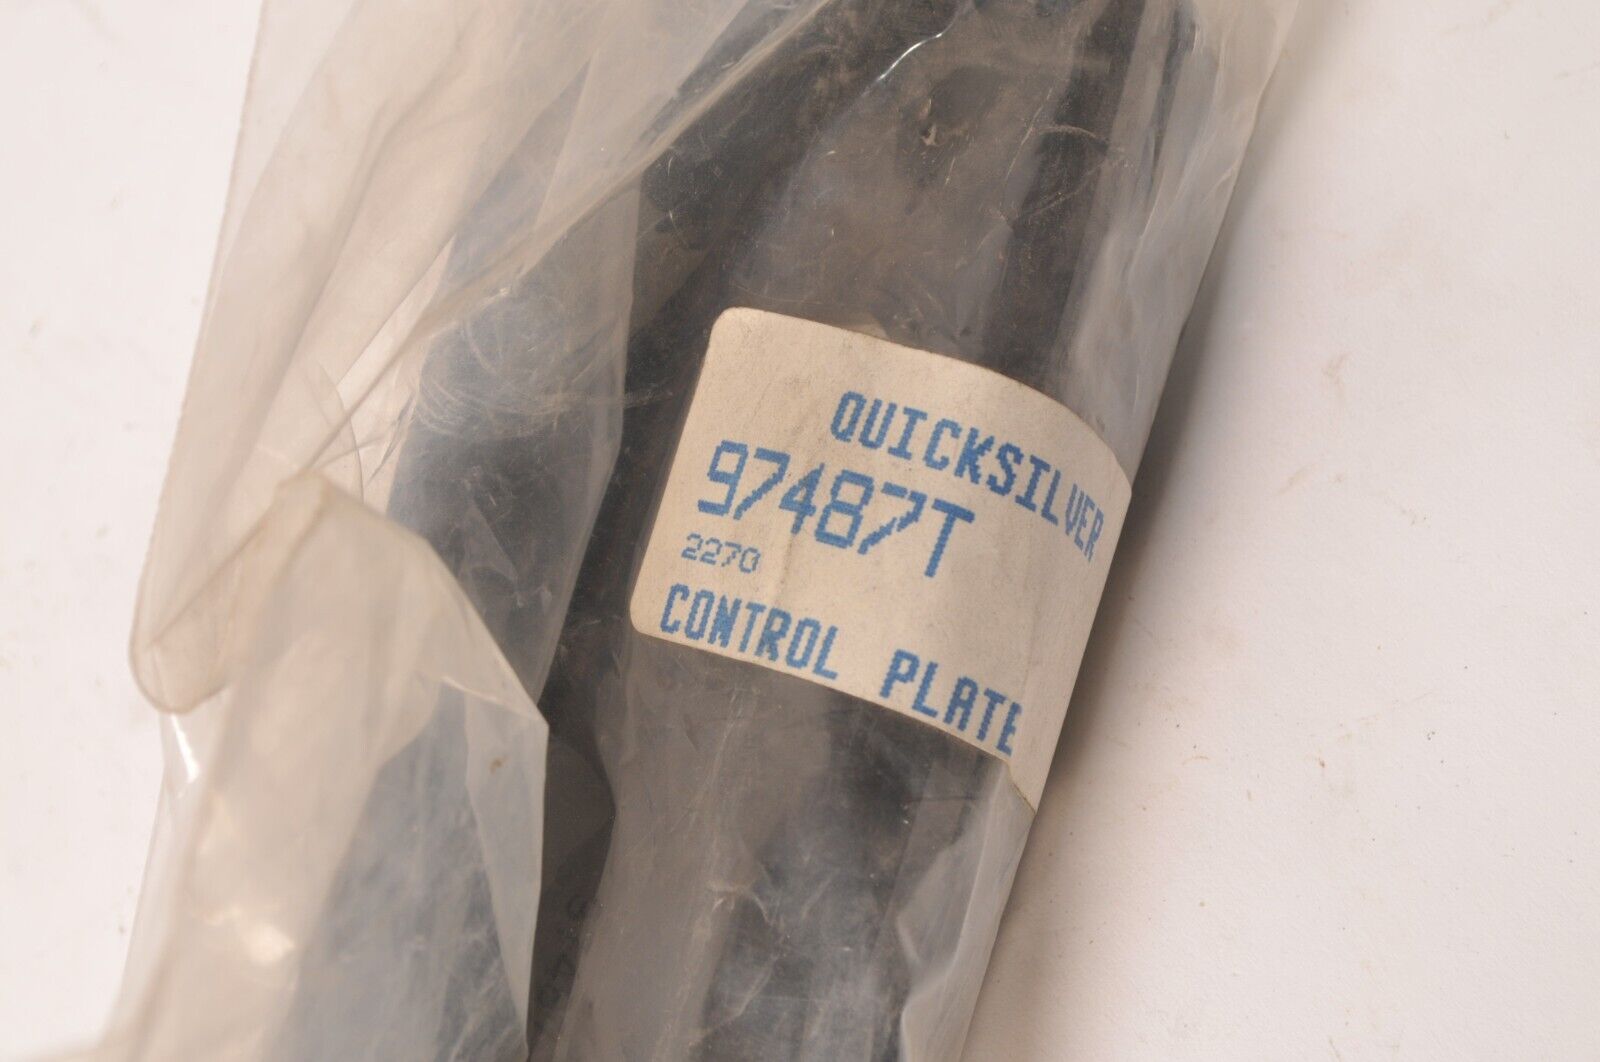 QUICKSILVER
97487T
2270
CONTROL PLATE